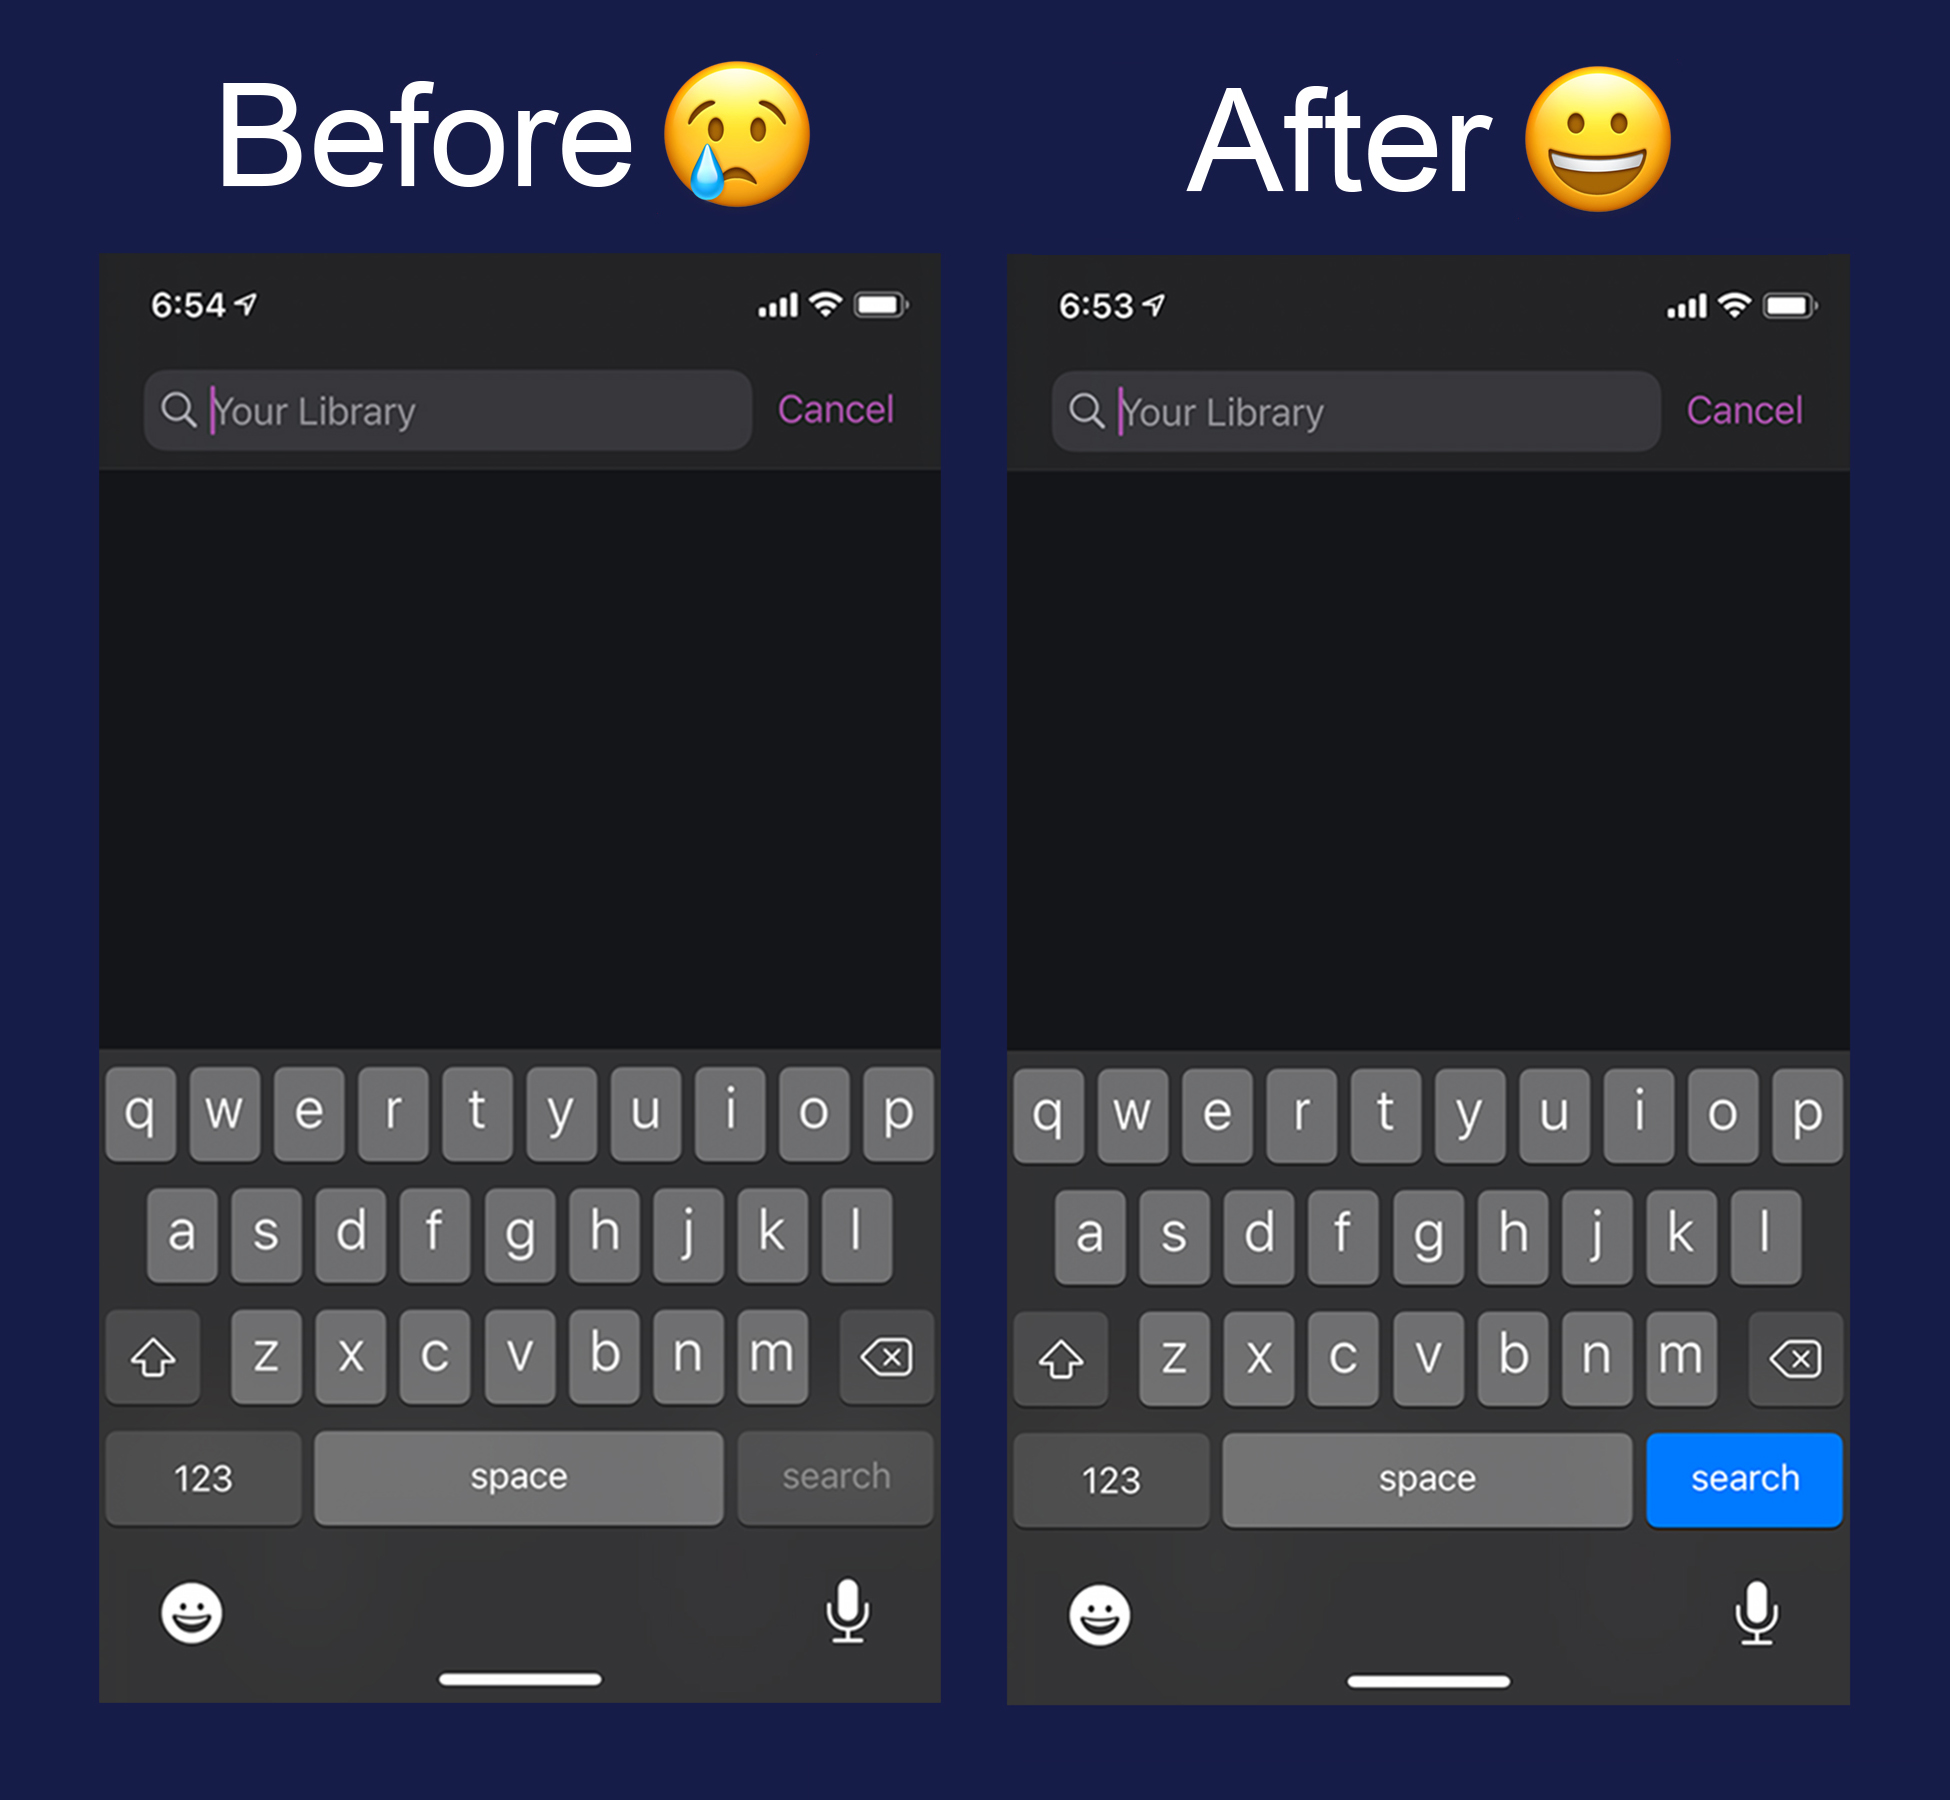 Before😢
After😀
6:54
Your Library
Cancel
q w e r t y u i o p
a s d f g h j k l
z x c v b n m
123 space search
6:53
Your Library
Cancel
q w e r t y u i o p
a s d f g h j k l
z x c v b n m
123 space search